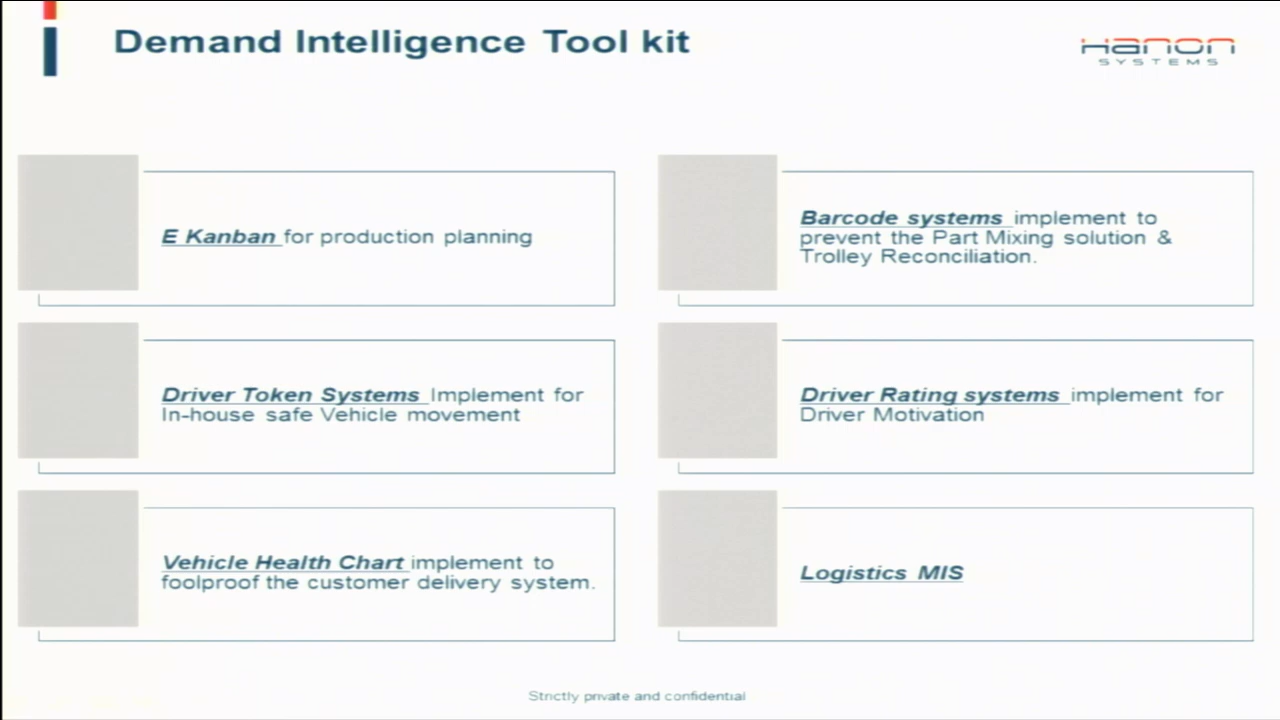 Demand Intelligence Tool kit
Hanon
SYSTEMS
E Kanban for production planning
Barcode systems implement to
prevent the Part Mixing solution &
Trolley Reconciliation.
Driver Token Systems Implement for
In-house safe Vehicle movement
Driver Rating systems implement for
Driver Motivation
Vehicle Health Chart implement to
foolproof the customer delivery system.
Logistics MIS
Strictly private and confidential